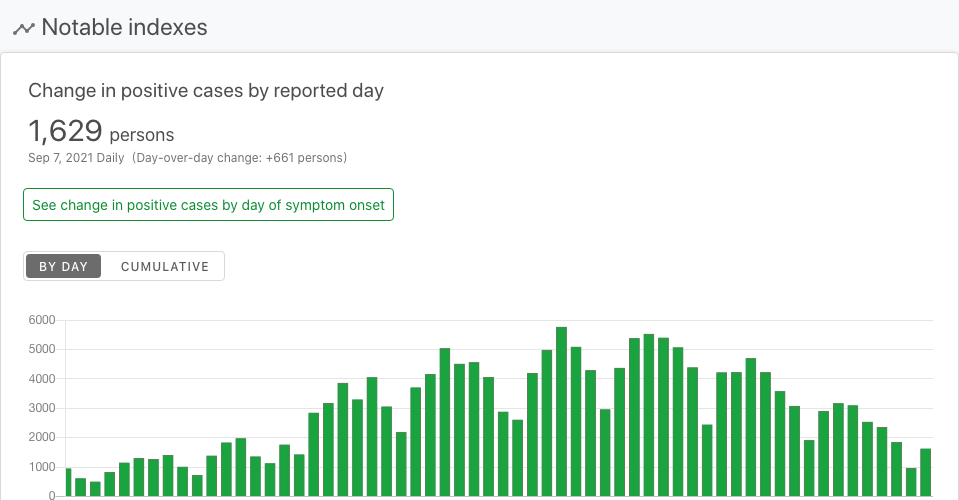 Notable indexes
Change in positive cases by reported day
1,629 persons
Sep 7, 2021 Daily (Day-over-day change: +661 persons)
See change in positive cases by day of symptom onset
BY DAY CUMULATIVE
6000
5000
4000
3000
2000
1000
0